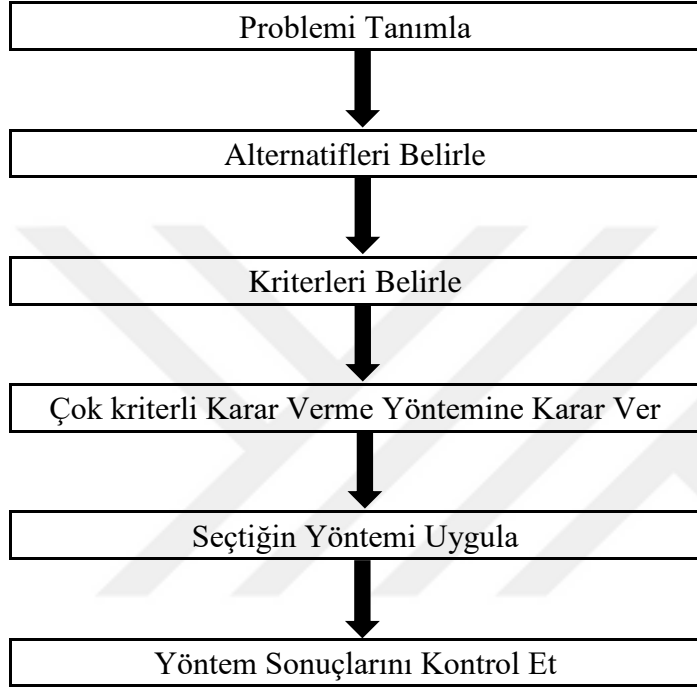 Problemi Tanımla
Alternatifleri Belirle
Kriterleri Belirle
Çok kriterli Karar Verme Yöntemine Karar Ver
Seçtiğin Yöntemi Uygula
Yöntem Sonuçlarını Kontrol Et